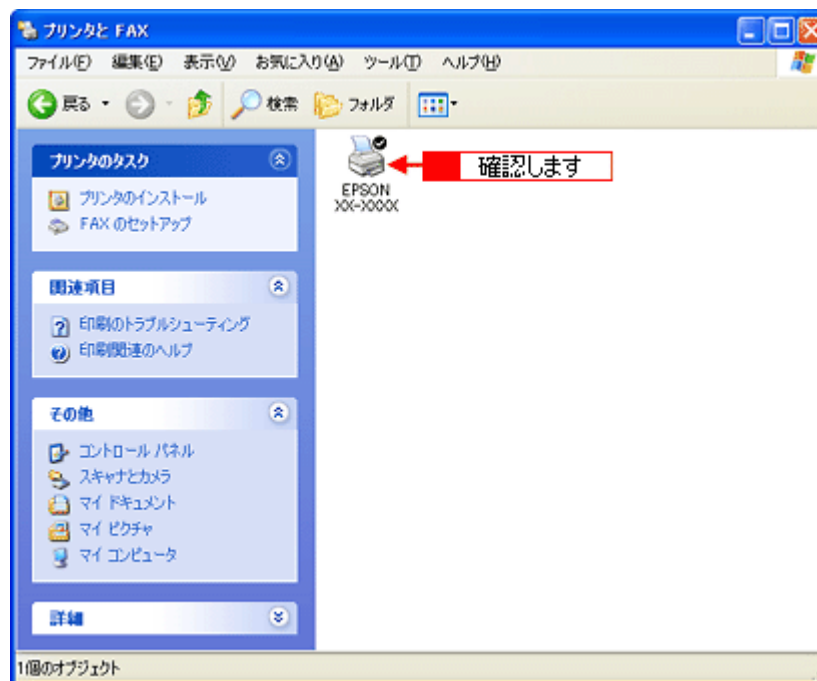 プリンタと FAX
ファイル(F) 編集(E) 表示(V) お気に入り(A) ツール(T) ヘルプ(H)
戻る 検索 フォルダ
プリンタのタスク
プリンタのインストール
FAX のセットアップ
関連項目
印刷のトラブルシューティング
印刷関連のヘルプ
その他
コントロール パネル
スキャナとカメラ
マイ ドキュメント
マイ ピクチャ
マイ コンピュータ
詳細
EPSON
XX-XXXX
確認します
1個のオブジェクト